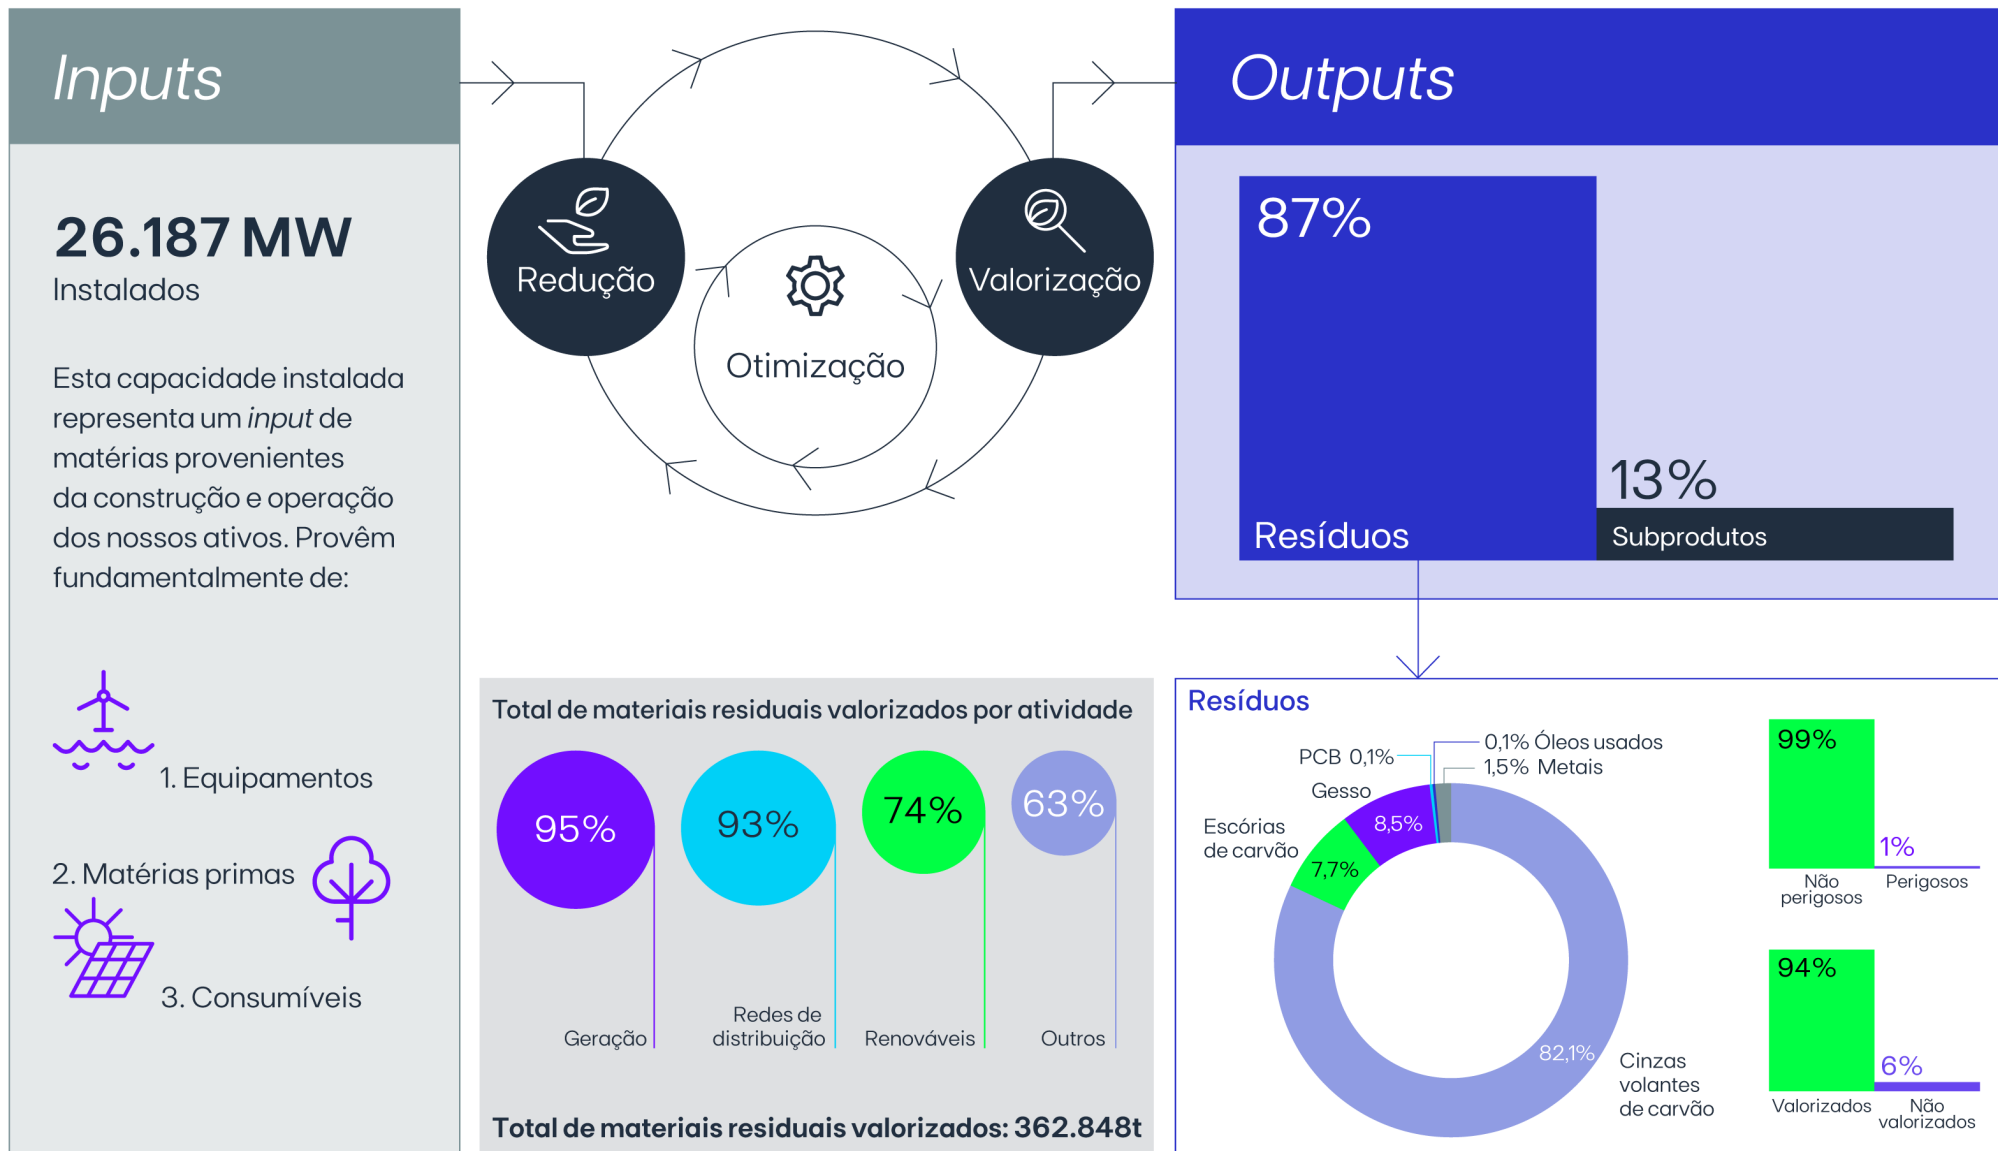 Inputs
26.187 MW
Instalados
Esta capacidade instalada
representa um input de
matérias provenientes
da construção e operação
dos nossos ativos. Provêm
fundamentalmente de:
1. Equipamentos
2. Matérias primas
3. Consumíveis
Redução
Valorização
Otimização
Outputs
87%
Resíduos
13%
Subprodutos
Total de materiais residuais valorizados por atividade
95%
93%
74%
63%
Geração
Redes de
distribuição
Renováveis
Outros
Total de materiais residuais valorizados: 362.848t
Resíduos
PCB 0,1%
0,1% Óleos usados
1,5% Metais
Gesso
8,5%
Escórias
de carvão
7,7%
82,1%
Cinzas
volantes
de carvão
99%
1%
Não
perigosos
Perigosos
94%
6%
Valorizados
Não
valorizados